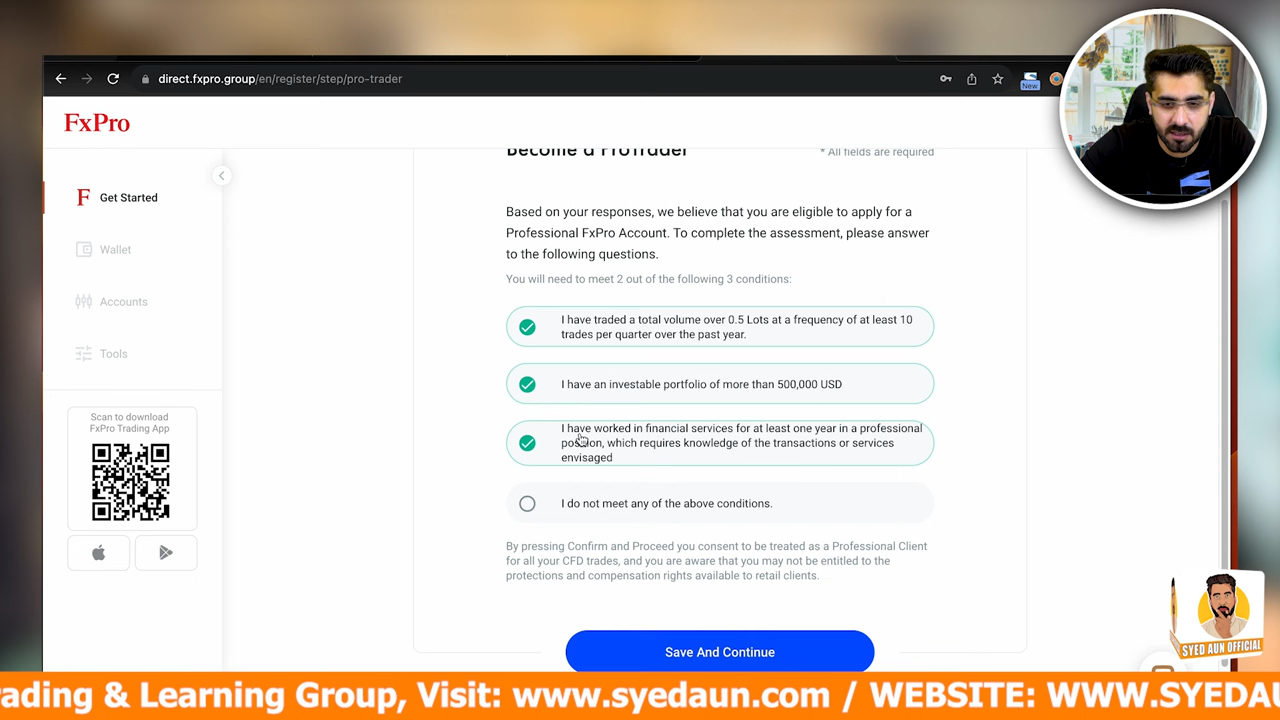 direct.fxpro.group/en/register/step/pro-trader
New
FxPro
Become a ProTrader
* All fields are required
Get Started
Wallet
Accounts
Tools
Scan to download
FxPro Trading App
Based on your responses, we believe that you are eligible to apply for a
Professional FxPro Account. To complete the assessment, please answer
to the following questions.
You will need to meet 2 out of the following 3 conditions:
I have traded a total volume over 0.5 Lots at a frequency of at least 10
trades per quarter over the past year.
I have an investable portfolio of more than 500,000 USD
I have worked in financial services for at least one year in a professional
position, which requires knowledge of the transactions or services
envisaged
I do not meet any of the above conditions.
By pressing Confirm and Proceed you consent to be treated as a Professional Client
for all your CFD trades, and you are aware that you may not be entitled to the
protections and compensation rights available to retail clients.
Save And Continue
SYED AUN OFFICIAL
rading & Learning Group, Visit: www.syedaun.com / WEBSITE: WWW.SYEDAU